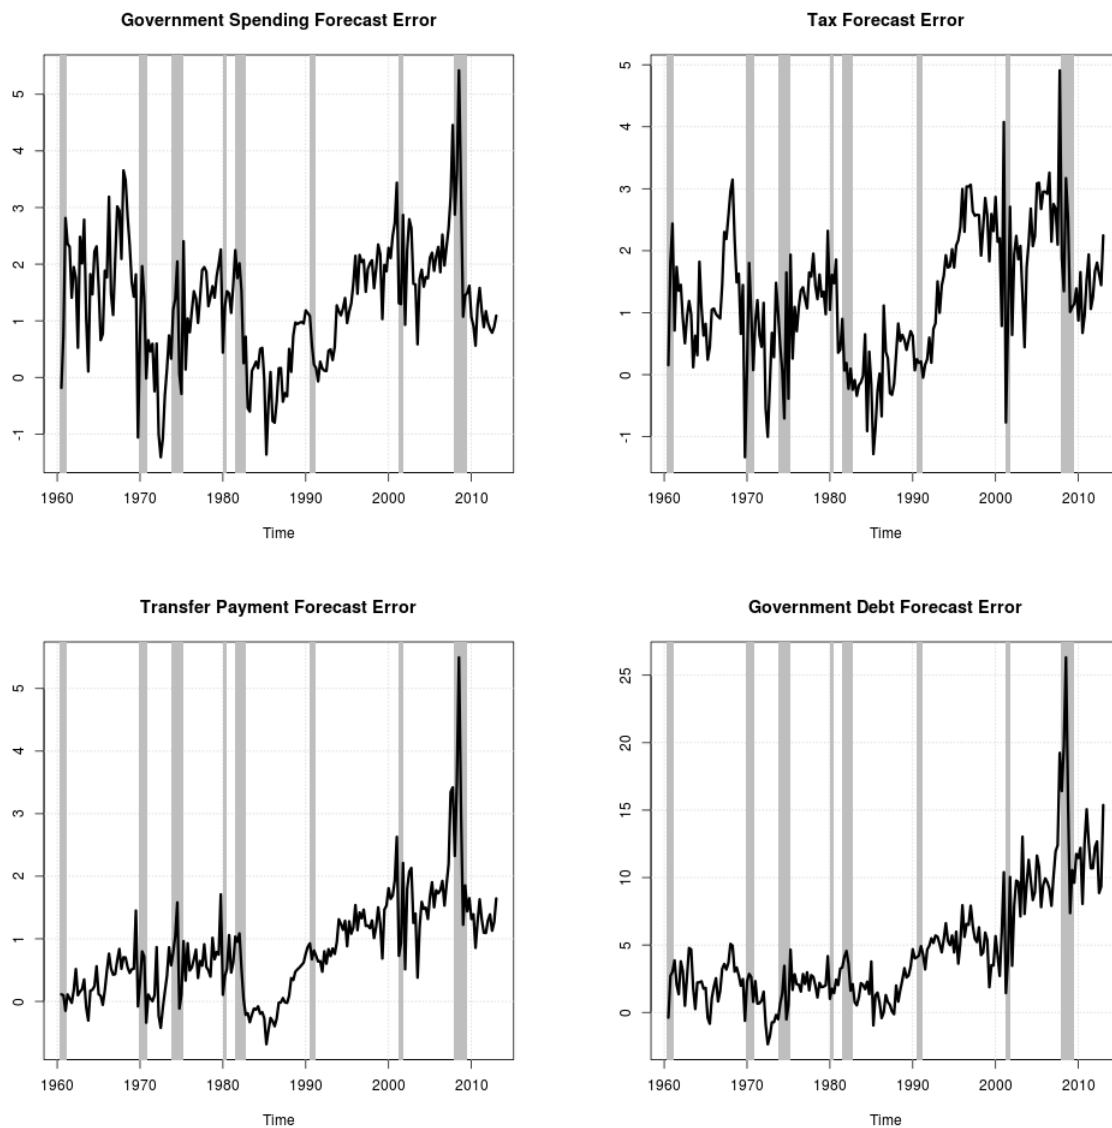 Government Spending Forecast Error
5
4
3
2
1
0
-1
1960 1970 1980 1990 2000 2010
Time
Tax Forecast Error
5
4
3
2
1
0
-1
1960 1970 1980 1990 2000 2010
Time
Transfer Payment Forecast Error
5
4
3
2
1
0
1960 1970 1980 1990 2000 2010
Time
Government Debt Forecast Error
25
20
15
10
5
0
1960 1970 1980 1990 2000 2010
Time